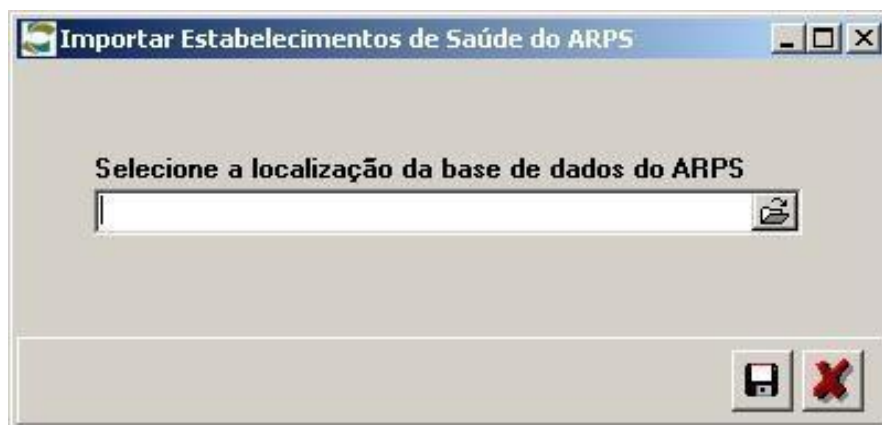 Importar Estabelecimentos de Saúde do ARPS
Selecione a localização da base de dados do ARPS